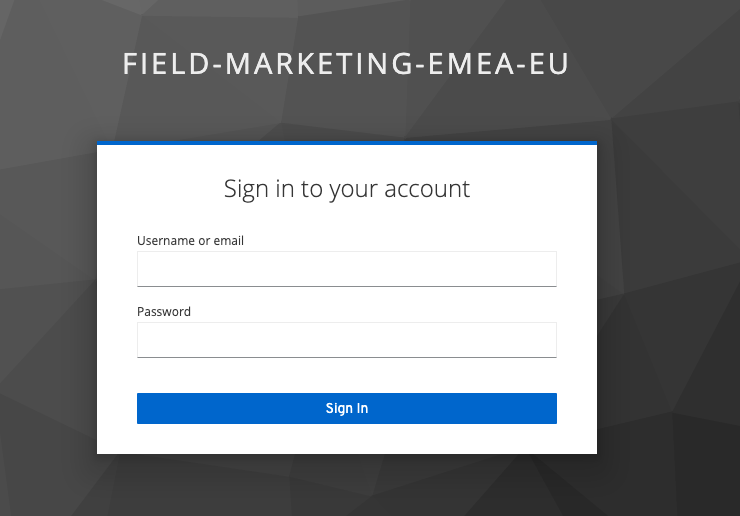 FIELD-MARKETING-EMEA-EU
Sign in to your account
Username or email
Password
Sign In